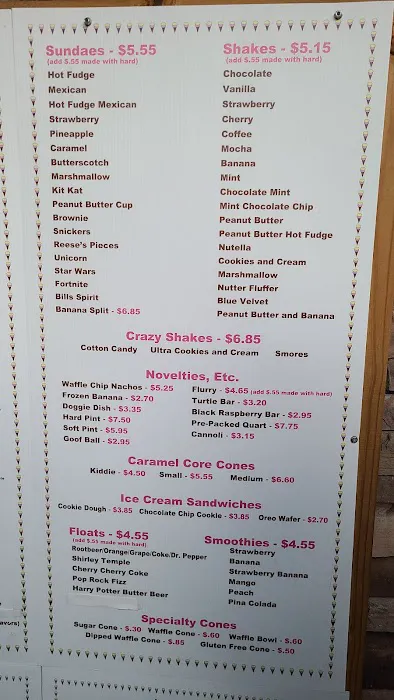 Sundaes - $5.55
(add $.55 made with hard)
Hot Fudge
Mexican
Hot Fudge Mexican
Strawberry
Pineapple
Caramel
Butterscotch
Marshmallow
Kit Kat
Peanut Butter Cup
Brownie
Snickers
Reese's Pieces
Unicorn
Star Wars
Fortnite
Bills Spirit
Banana Split - $6.85
Shakes - $5.15
(add $.55 made with hard)
Chocolate
Vanilla
Strawberry
Cherry
Coffee
Mocha
Banana
Mint
Chocolate Mint
Mint Chocolate Chip
Peanut Butter
Peanut Butter Hot Fudge
Nutella
Cookies and Cream
Marshmallow
Nutter Fluffer
Blue Velvet
Peanut Butter and Banana
Crazy Shakes - $6.85
Cotton Candy Ultra Cookies and Cream Smores
Novelties, Etc.
Waffle Chip Nachos - $5.25
Frozen Banana - $2.70
Doggie Dish - $3.35
Hard Pint - $7.50
Soft Pint - $5.95
Goof Ball - $2.95
Flurry - $4.65 (add $.55 made with hard)
Turtle Bar - $3.20
Black Raspberry Bar - $2.95
Pre-Packed Quart - $7.75
Cannoli - $3.15
Caramel Core Cones
Kiddie - $4.50 Small - $5.55 Medium - $6.60
Ice Cream Sandwiches
Cookie Dough - $3.85 Chocolate Chip Cookie - $3.85 Oreo Wafer - $2.70
Floats - $4.55
(add $.55 made with hard)
Rootbeer/Orange/Grape/Coke/Dr. Pepper
Shirley Temple
Cherry Cherry Coke
Pop Rock Fizz
Harry Potter Butter Beer
Smoothies - $4.55
Strawberry
Banana
Strawberry Banana
Mango
Peach
Pina Colada
Specialty Cones
Sugar Cone - $.30 Waffle Cone - $.60 Waffle Bowl - $.60
Dipped Waffle Cone - $.85 Gluten Free Cone - $.50